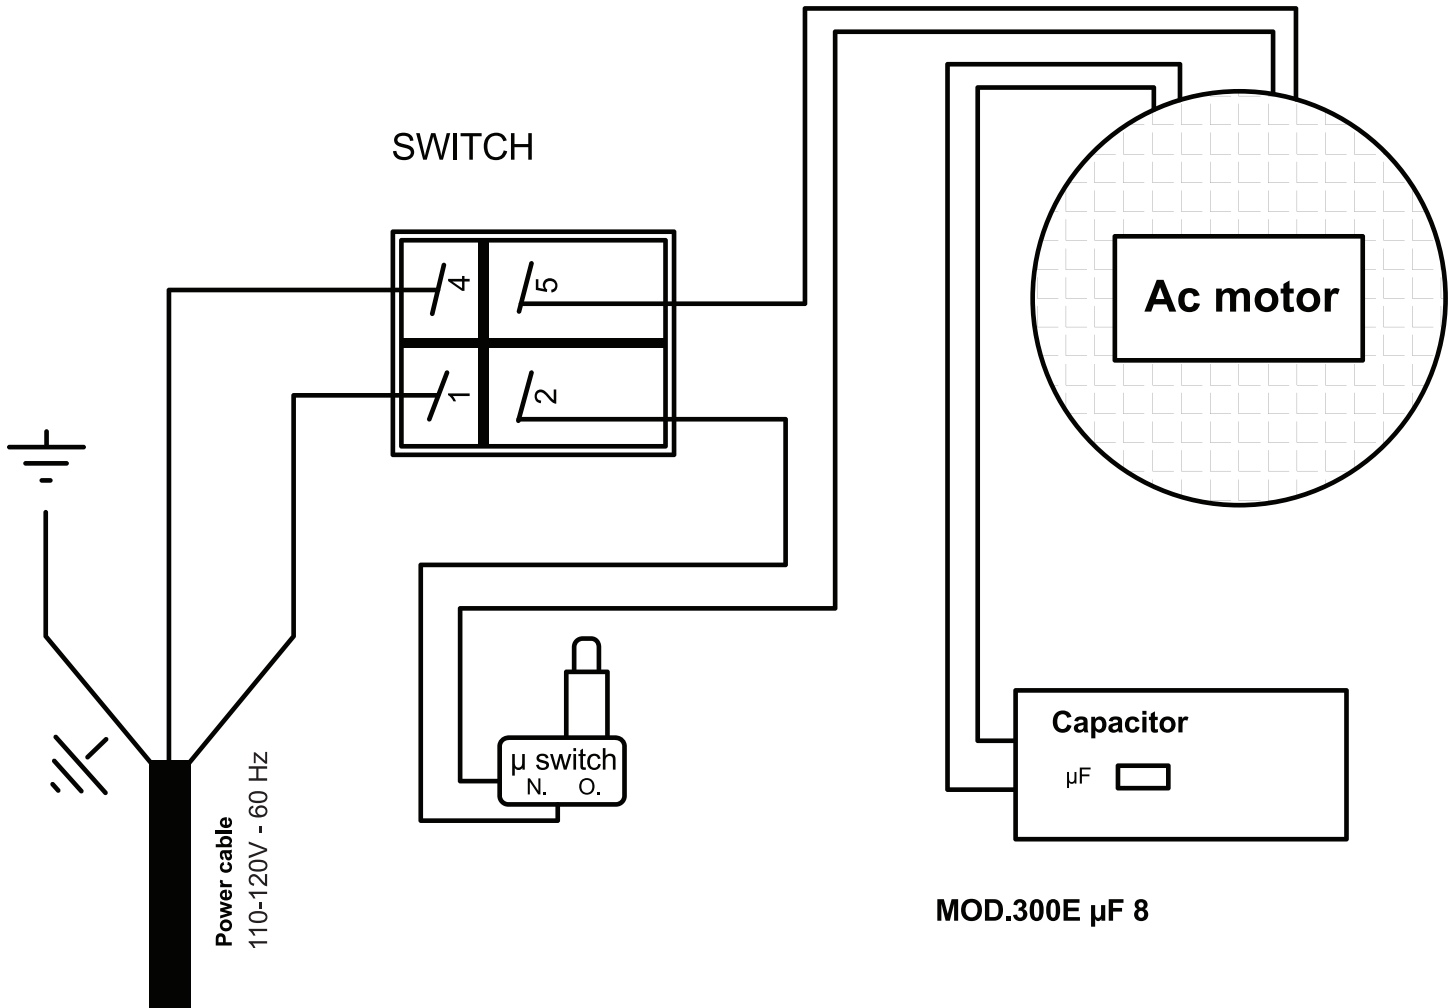 SWITCH
4
5
1
2
Ac motor
µ switch
N. O.
Capacitor
µF
Power cable
110-120V - 60 Hz
MOD.300E µF 8